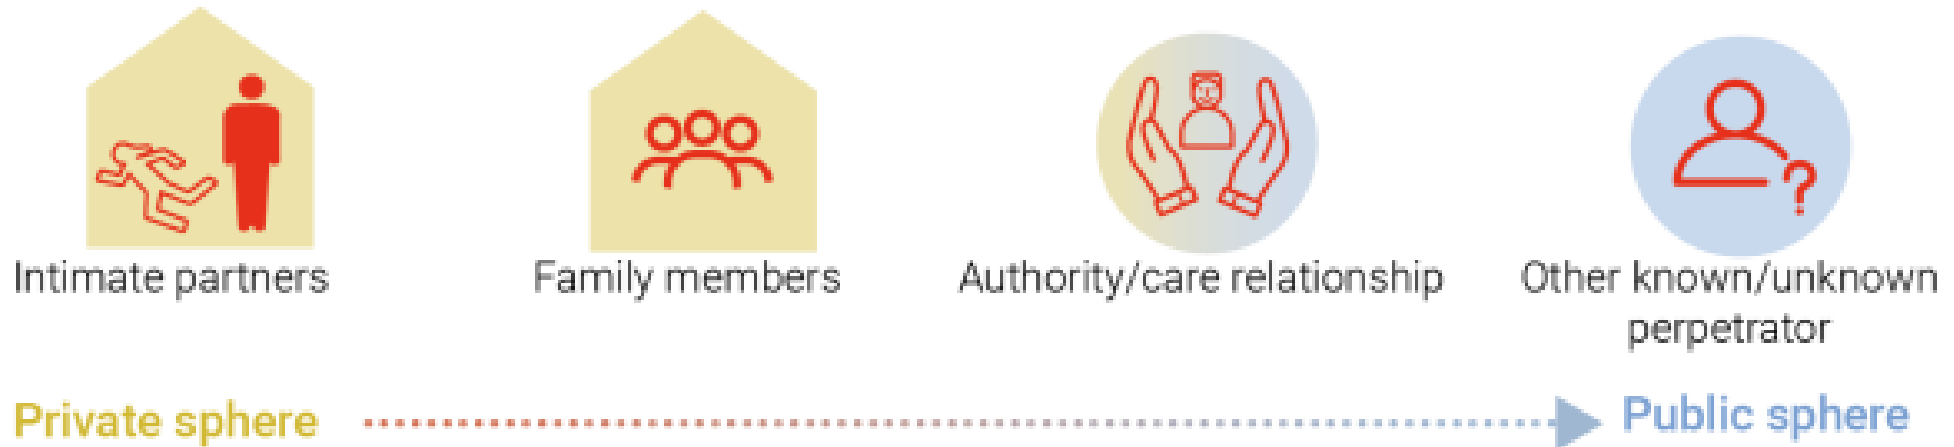 Intimate partners
Family members
Authority/care relationship
Other known/unknown
perpetrator
Private sphere
Public sphere